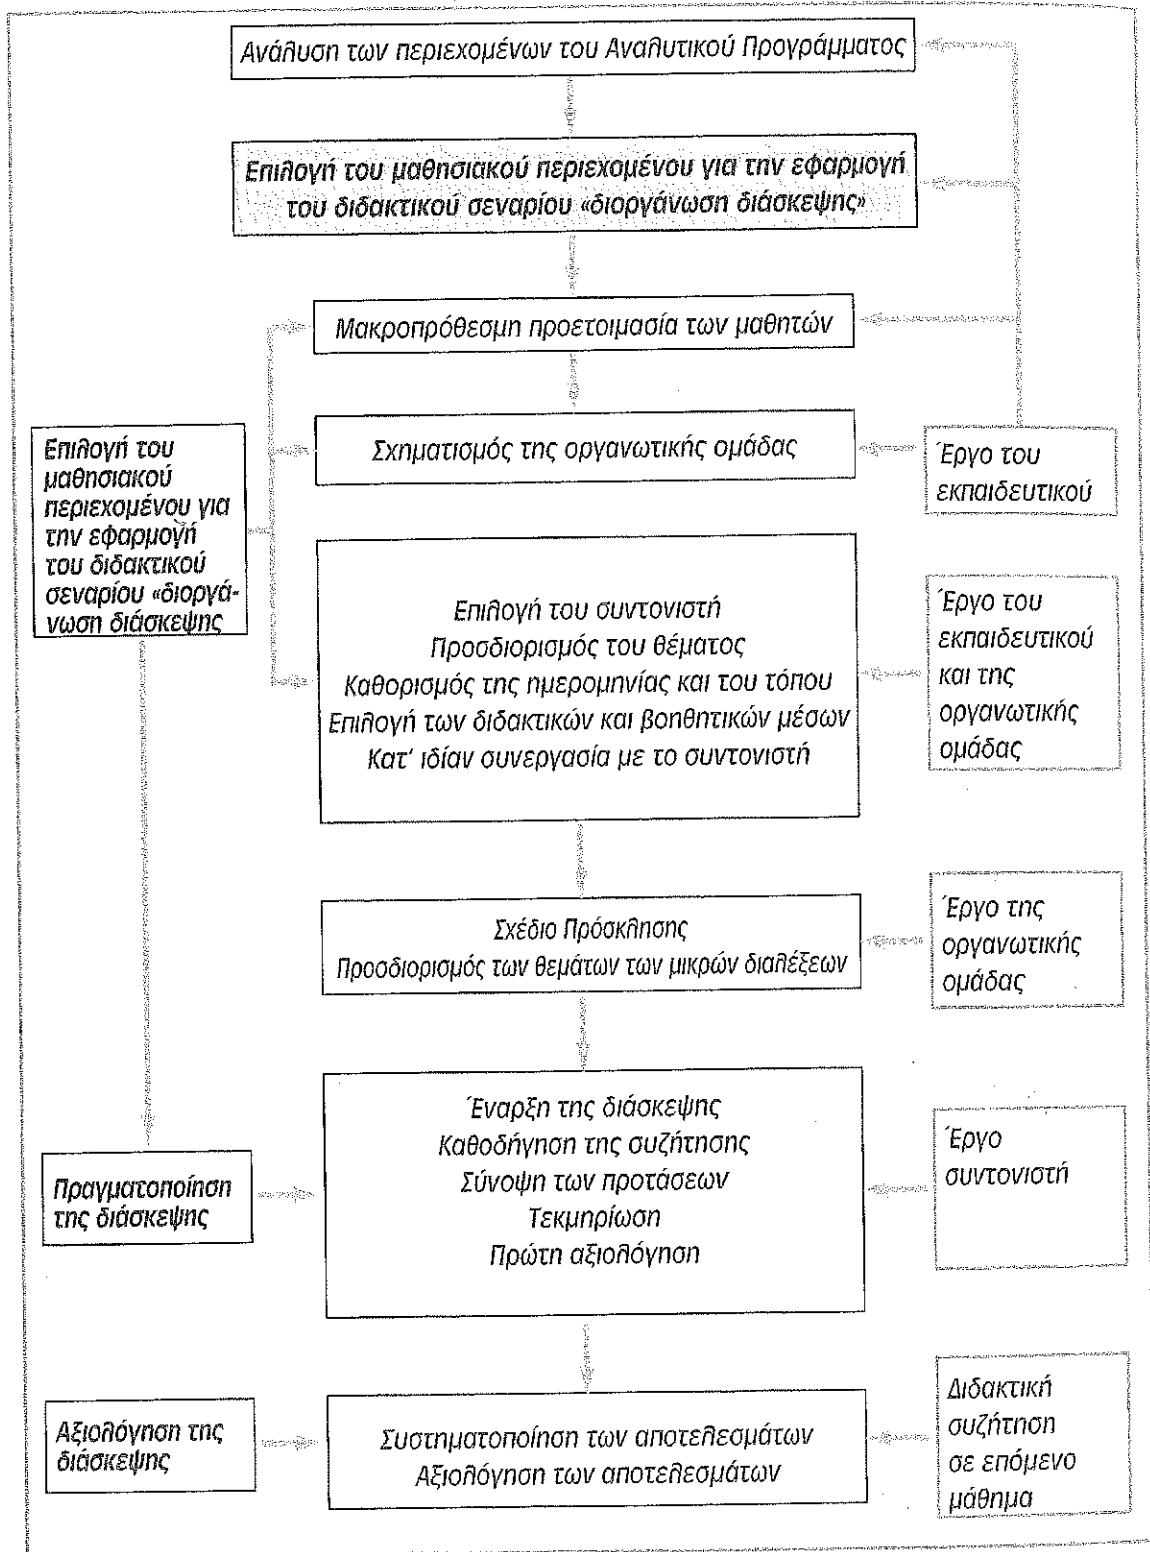 Ανάλυση των περιεχομένων του Αναλυτικού Προγράμματος
Επιλογή του μαθησιακού περιεχομένου για την εφαρμογή
του διδακτικού σεναρίου «διοργάνωση διάσκεψης»
Μακροπρόθεσμη προετοιμασία των μαθητών
Σχηματισμός της οργανωτικής ομάδας
Έργο του
εκπαιδευτικού
Επιλογή του
μαθησιακού
περιεχομένου για
την εφαρμογή
του διδακτικού
σεναρίου «διοργά-
νωση διάσκεψης
Επιλογή του συντονιστή
Προσδιορισμός του θέματος
Καθορισμός της ημερομηνίας και του τόπου
Επιλογή των διδακτικών και βοηθητικών μέσων
Κατ' ιδίαν συνεργασία με το συντονιστή
Έργο του
εκπαιδευτικού
και της
οργανωτικής
ομάδας
Σχέδιο Πρόσκλησης
Προσδιορισμός των θεμάτων των μικρών διαλέξεων
Έργο της
οργανωτικής
ομάδας
Πραγματοποίηση
της διάσκεψης
Έναρξη της διάσκεψης
Καθοδήγηση της συζήτησης
Σύνοψη των προτάσεων
Τεκμηρίωση
Πρώτη αξιολόγηση
Έργο
συντονιστή
Αξιολόγηση της
διάσκεψης
Συστηματοποίηση των αποτελεσμάτων
Αξιολόγηση των αποτελεσμάτων
Διδακτική
συζήτηση
σε επόμενο
μάθημα